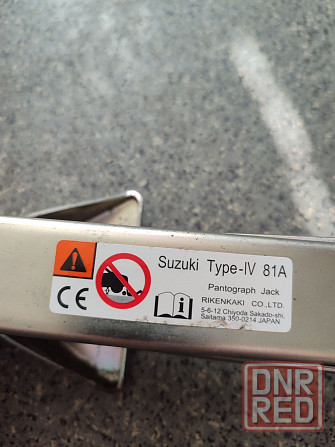 Suzuki Type-IV 81A
Pantograph Jack
RIKENKAKI CO.,LTD.
5-6-12 Chiyoda Sakado-shi,
Saitama 350-0214 JAPAN
CE
DNR
RED